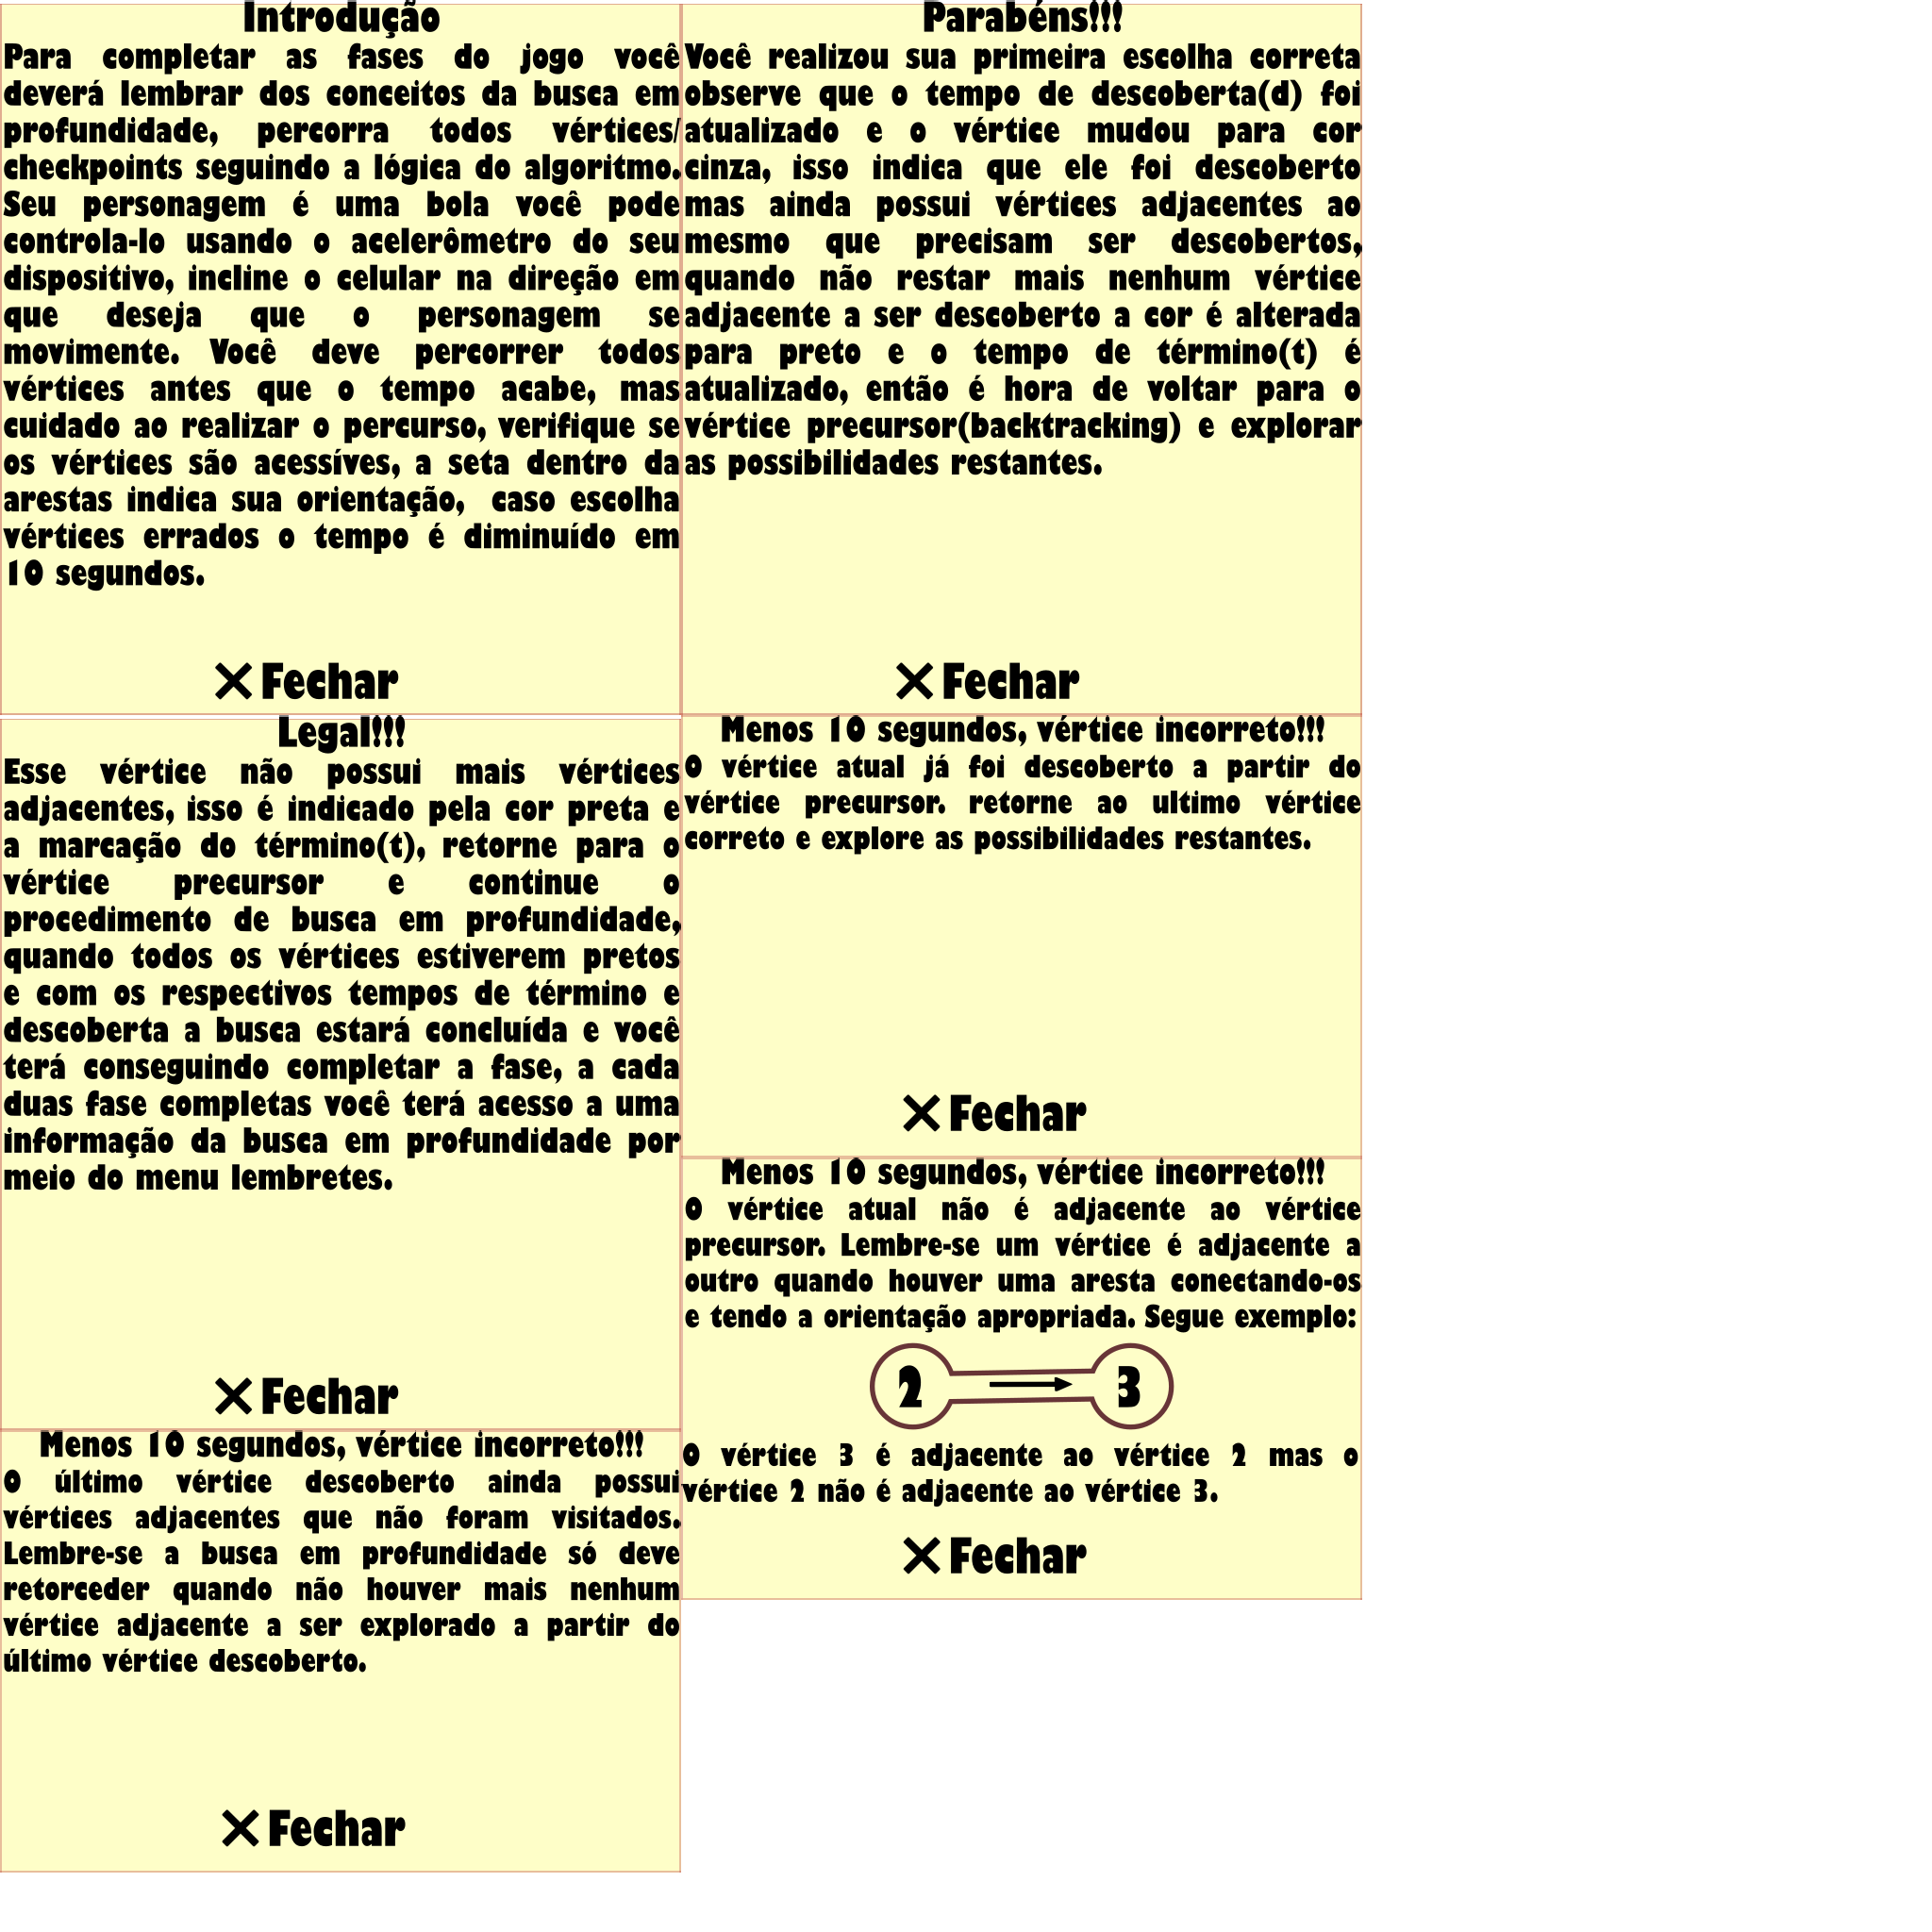 Introdução
Para completar as fases do jogo você
deverá lembrar dos conceitos da busca em
profundidade, percorra todos vértices/
checkpoints seguindo a lógica do algoritmo.
Seu personagem é uma bola você pode
controla-lo usando o acelerômetro do seu
dispositivo, incline o celular na direção em
que deseja que o personagem se
movimente. Você deve percorrer todos
vértices antes que o tempo acabe, mas
cuidado ao realizar o percurso, verifique se
os vértices são acessíves, a seta dentro da
arestas indica sua orientação, caso escolha
vértices errados o tempo é diminuído em
10 segundos.
Fechar
Parabéns!!!
Você realizou sua primeira escolha correta
observe que o tempo de descoberta(d) foi
atualizado e o vértice mudou para cor
cinza, isso indica que ele foi descoberto
mas ainda possui vértices adjacentes ao
mesmo que precisam ser descobertos,
quando não restar mais nenhum vértice
adjacente a ser descoberto a cor é alterada
para preto e o tempo de término(t) é
atualizado, então é hora de voltar para o
vértice precursor(backtracking) e explorar
as possibilidades restantes.
Fechar
Legal!!!
Esse vértice não possui mais vértices
adjacentes, isso é indicado pela cor preta e
a marcação do término(t), retorne para o
vértice precursor e continue o
procedimento de busca em profundidade,
quando todos os vértices estiverem pretos
e com os respectivos tempos de término e
descoberta a busca estará concluída e você
terá conseguindo completar a fase, a cada
duas fase completas você terá acesso a uma
informação da busca em profundidade por
meio do menu lembretes.
Fechar
Menos 10 segundos, vértice incorreto!!!
O vértice atual já foi descoberto a partir do
vértice precursor. retorne ao ultimo vértice
correto e explore as possibilidades restantes.
Fechar
Menos 10 segundos, vértice incorreto!!!
O vértice atual não é adjacente ao vértice
precursor. Lembre-se um vértice é adjacente a
outro quando houver uma aresta conectando-os
e tendo a orientação apropriada. Segue exemplo:
2 3
O vértice 3 é adjacente ao vértice 2 mas o
vértice 2 não é adjacente ao vértice 3.
Fechar
Menos 10 segundos, vértice incorreto!!!
O último vértice descoberto ainda possui
vértices adjacentes que não foram visitados.
Lembre-se a busca em profundidade só deve
retorceder quando não houver mais nenhum
vértice adjacente a ser explorado a partir do
último vértice descoberto.
Fechar